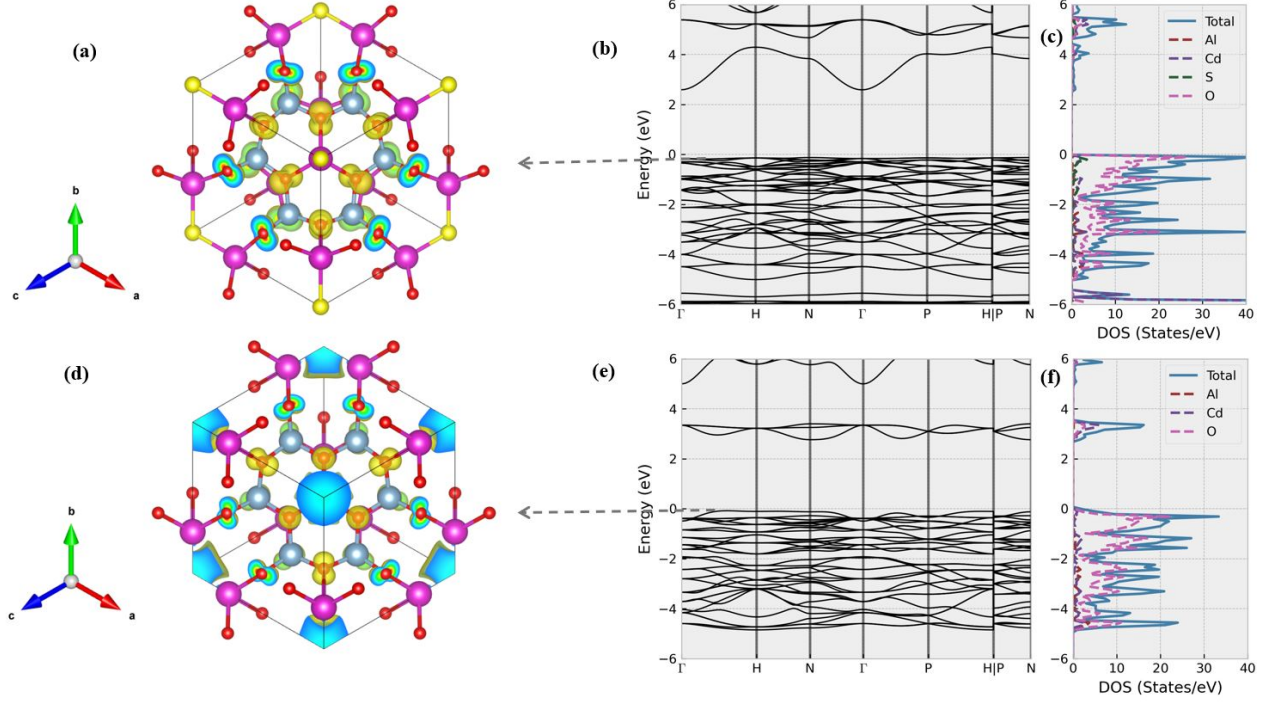 (a)
b
c
a
(b)
Energy (eV)
6
4
2
0
−2
−4
−6
Γ H N Γ P H|P N
(c)
Total
Al
Cd
S
O
6
4
2
0
−2
−4
−6
0 10 20 30 40
DOS (States/eV)
(d)
b
c
a
(e)
Energy (eV)
6
4
2
0
−2
−4
−6
Γ H N Γ P H|P N
(f)
Total
Al
Cd
O
6
4
2
0
−2
−4
−6
0 10 20 30 40
DOS (States/eV)